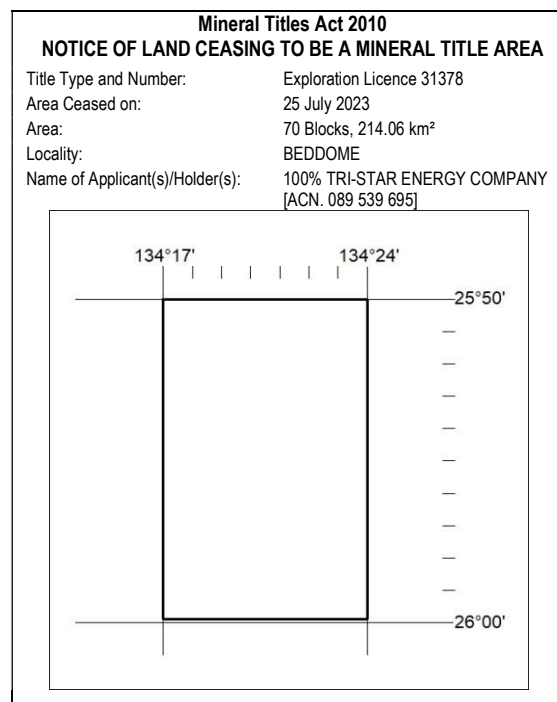 Mineral Titles Act 2010
NOTICE OF LAND CEASING TO BE A MINERAL TITLE AREA
Title Type and Number: Exploration Licence 31378
Area Ceased on: 25 July 2023
Area: 70 Blocks, 214.06 km²
Locality: BEDDOME
Name of Applicant(s)/Holder(s): 100% TRI-STAR ENERGY COMPANY
[ACN. 089 539 695]
134°17' 134°24'
25°50'
26°00'